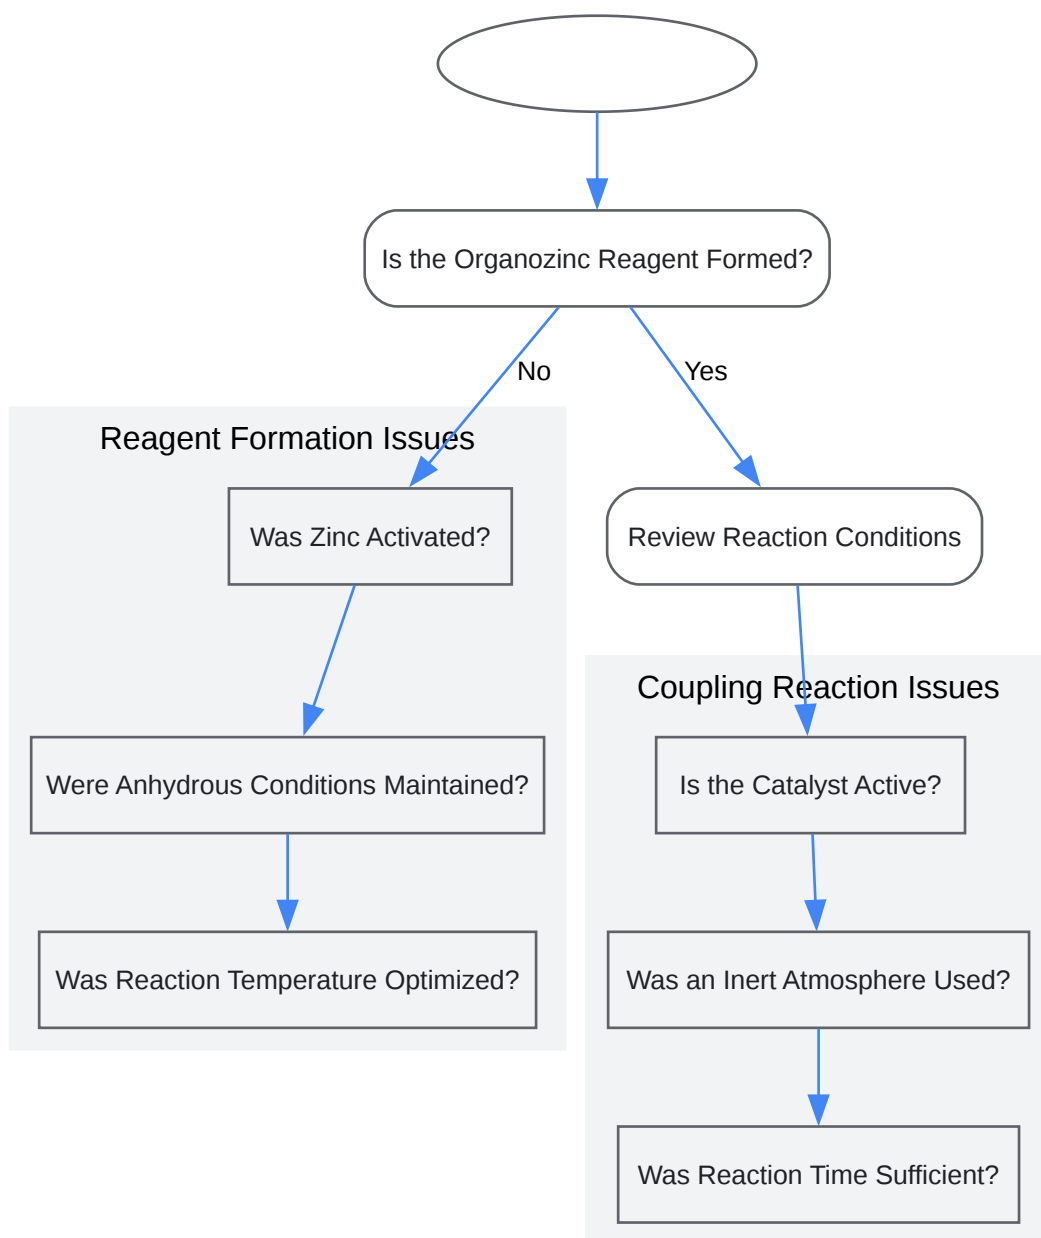 Is the Organozinc Reagent Formed?
No
Yes
Reagent Formation Issues
Was Zinc Activated?
Review Reaction Conditions
Coupling Reaction Issues
Were Anhydrous Conditions Maintained?
Is the Catalyst Active?
Was Reaction Temperature Optimized?
Was an Inert Atmosphere Used?
Was Reaction Time Sufficient?